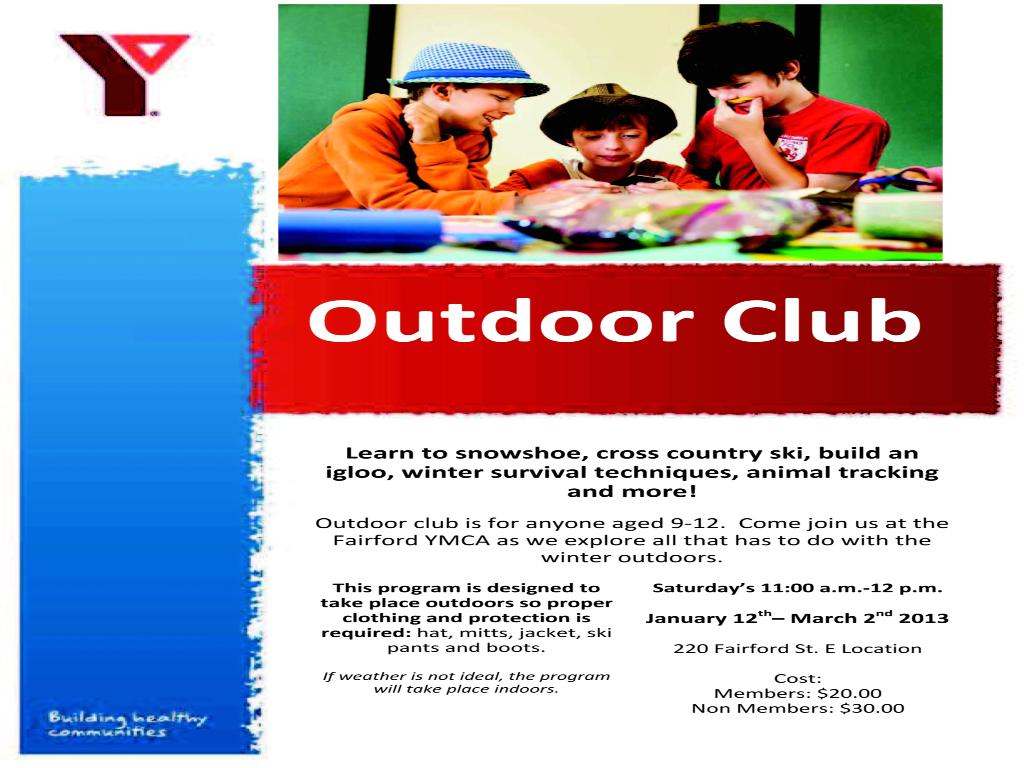 Y
Outdoor Club
Learn to snowshoe, cross country ski, build an
igloo, winter survival techniques, animal tracking
and more!
Outdoor club is for anyone aged 9-12.  Come join us at the
Fairford YMCA as we explore all that has to do with the
winter outdoors.
This program is designed to
take place outdoors so proper
clothing and protection is
required: hat, mitts, jacket, ski
pants and boots.
If weather is not ideal, the program
will take place indoors.
Saturday’s 11:00 a.m.-12 p.m.
January 12th– March 2nd 2013
220 Fairford St. E Location
Cost:
Members: $20.00
Non Members: $30.00
Building healthy
communities